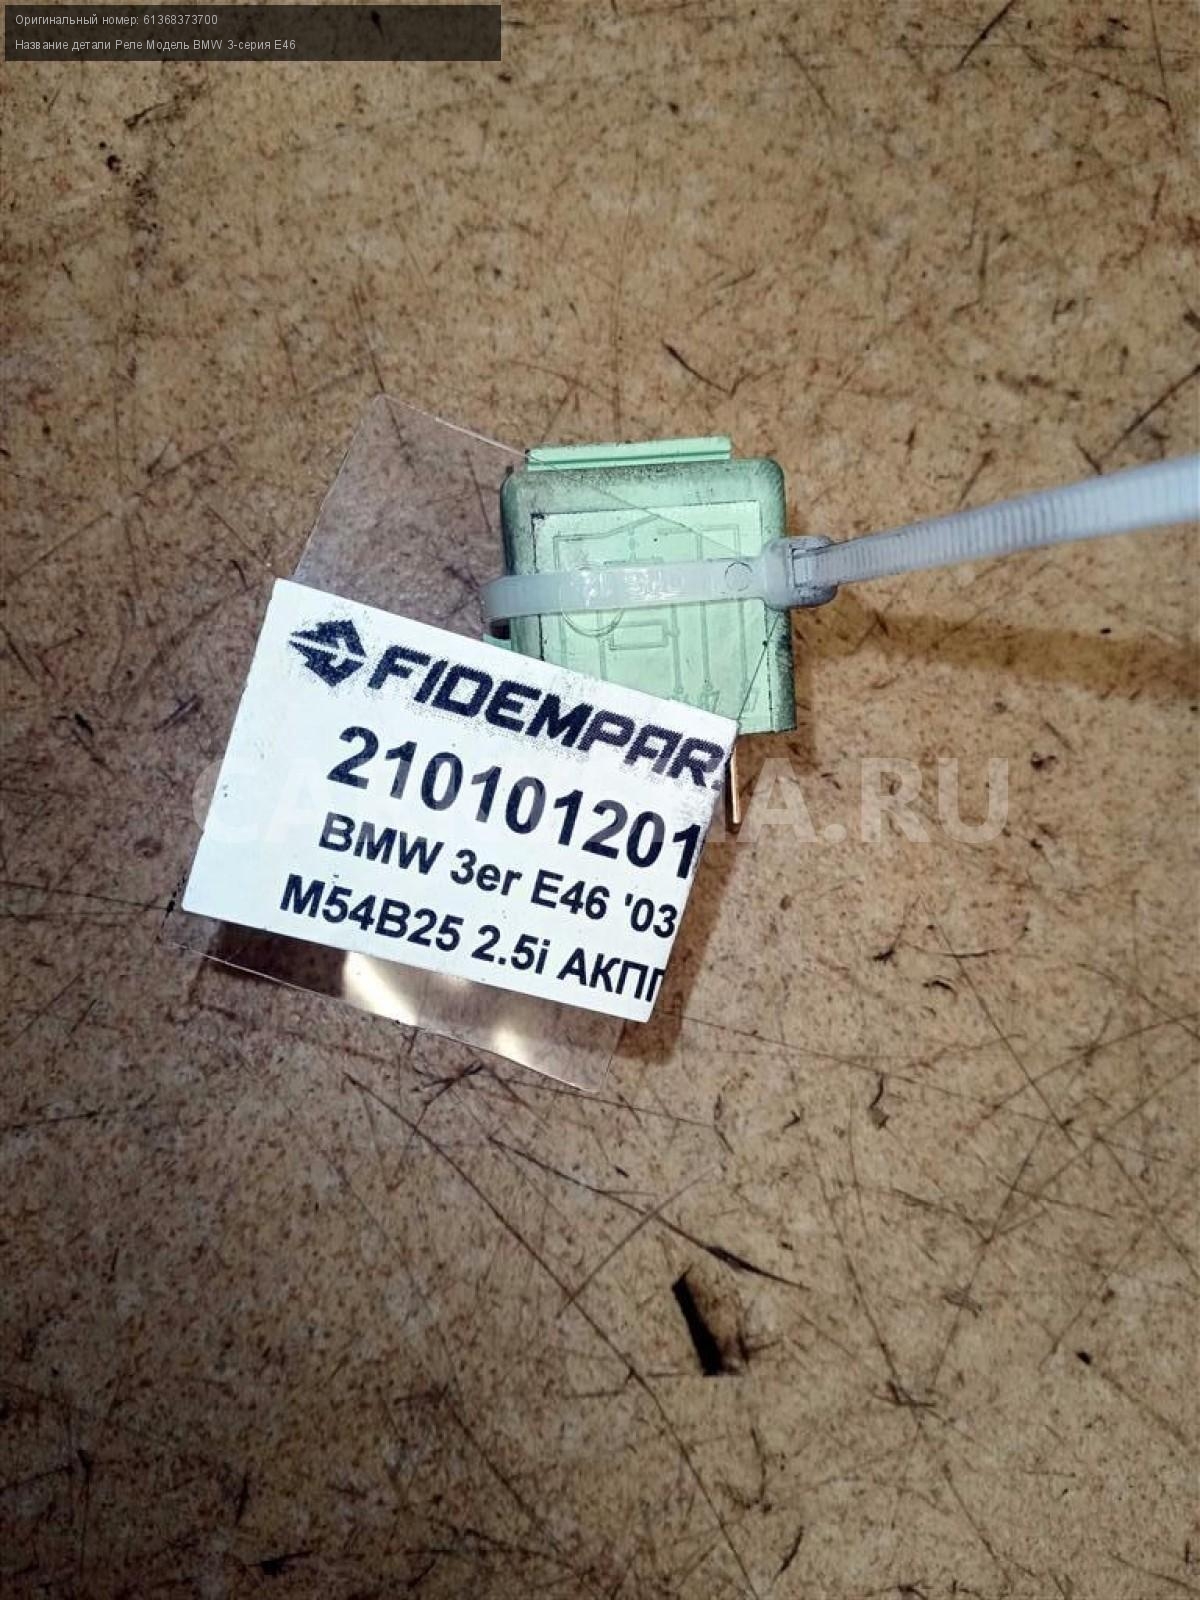 Оригинальный номер: 61368373700
Название детали Реле Модель BMW 3-серия E46
FIDEMPAR
210101201
BMW 3er E46 '03
M54B25 2.5i АКПП
.RU